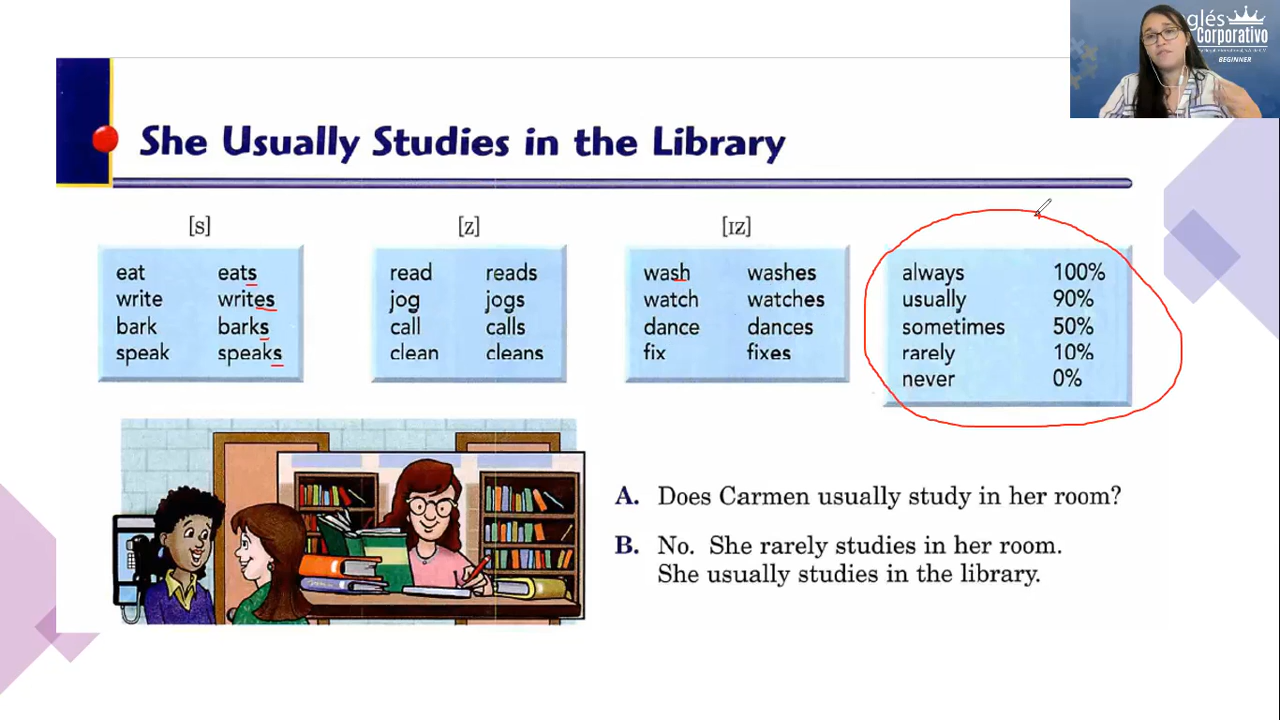 glés
Corporativo
BEGINNER
She Usually Studies in the Library
[s]
eat eats
write writes
bark barks
speak speaks
[z]
read reads
jog jogs
call calls
clean cleans
[ɪz]
wash washes
watch watches
dance dances
fix fixes
always 100%
usually 90%
sometimes 50%
rarely 10%
never 0%
A. Does Carmen usually study in her room?
B. No. She rarely studies in her room.
She usually studies in the library.